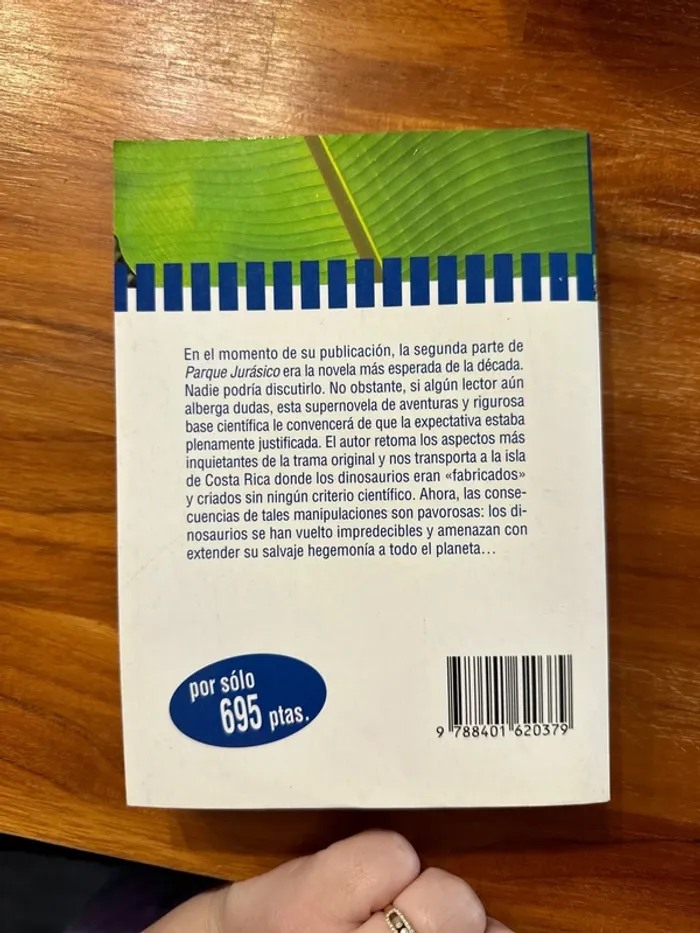 En el momento de su publicación, la segunda parte de
Parque Jurásico era la novela más esperada de la década.
Nadie podría discutirlo. No obstante, si algún lector aún
alberga dudas, esta supernovela de aventuras y rigurosa
base científica le convencerá de que la expectativa estaba
plenamente justificada. El autor retoma los aspectos más
inquietantes de la trama original y nos transporta a la isla
de Costa Rica donde los dinosaurios eran «fabricados»
y criados sin ningún criterio científico. Ahora, las conse-
cuencias de tales manipulaciones son pavorosas: los di-
nosaurios se han vuelto impredecibles y amenazan con
extender su salvaje hegemonía a todo el planeta…
por sólo
695 ptas.
9 788401 620379